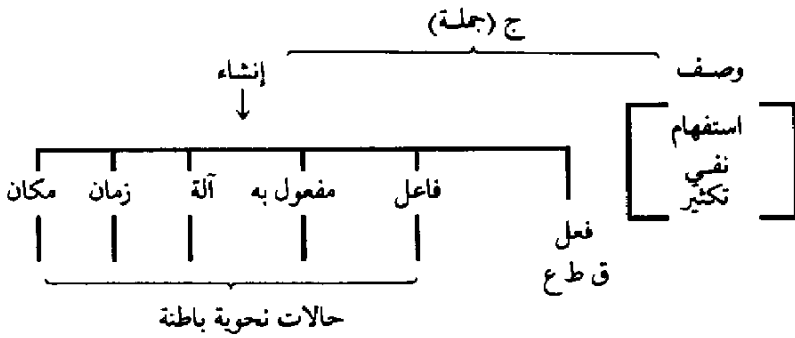 ج (جملة)
وصف
إنشاء
استفهام
نفي
تكثير
فاعل
مفعول به
آلة
زمان
مكان
فعل
ق ط ع
حالات نحوية باطنة